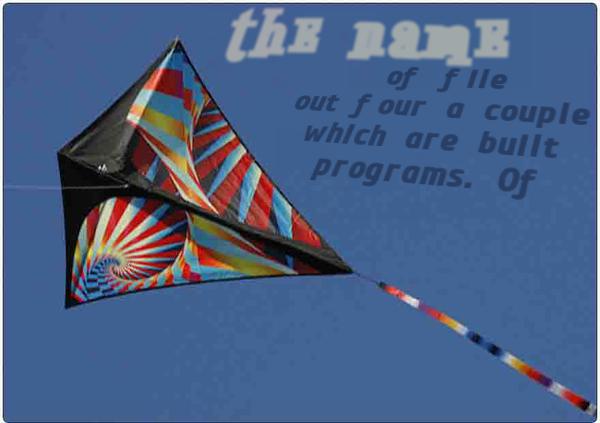 the name
of file
out four a couple
which are built
programs. Of